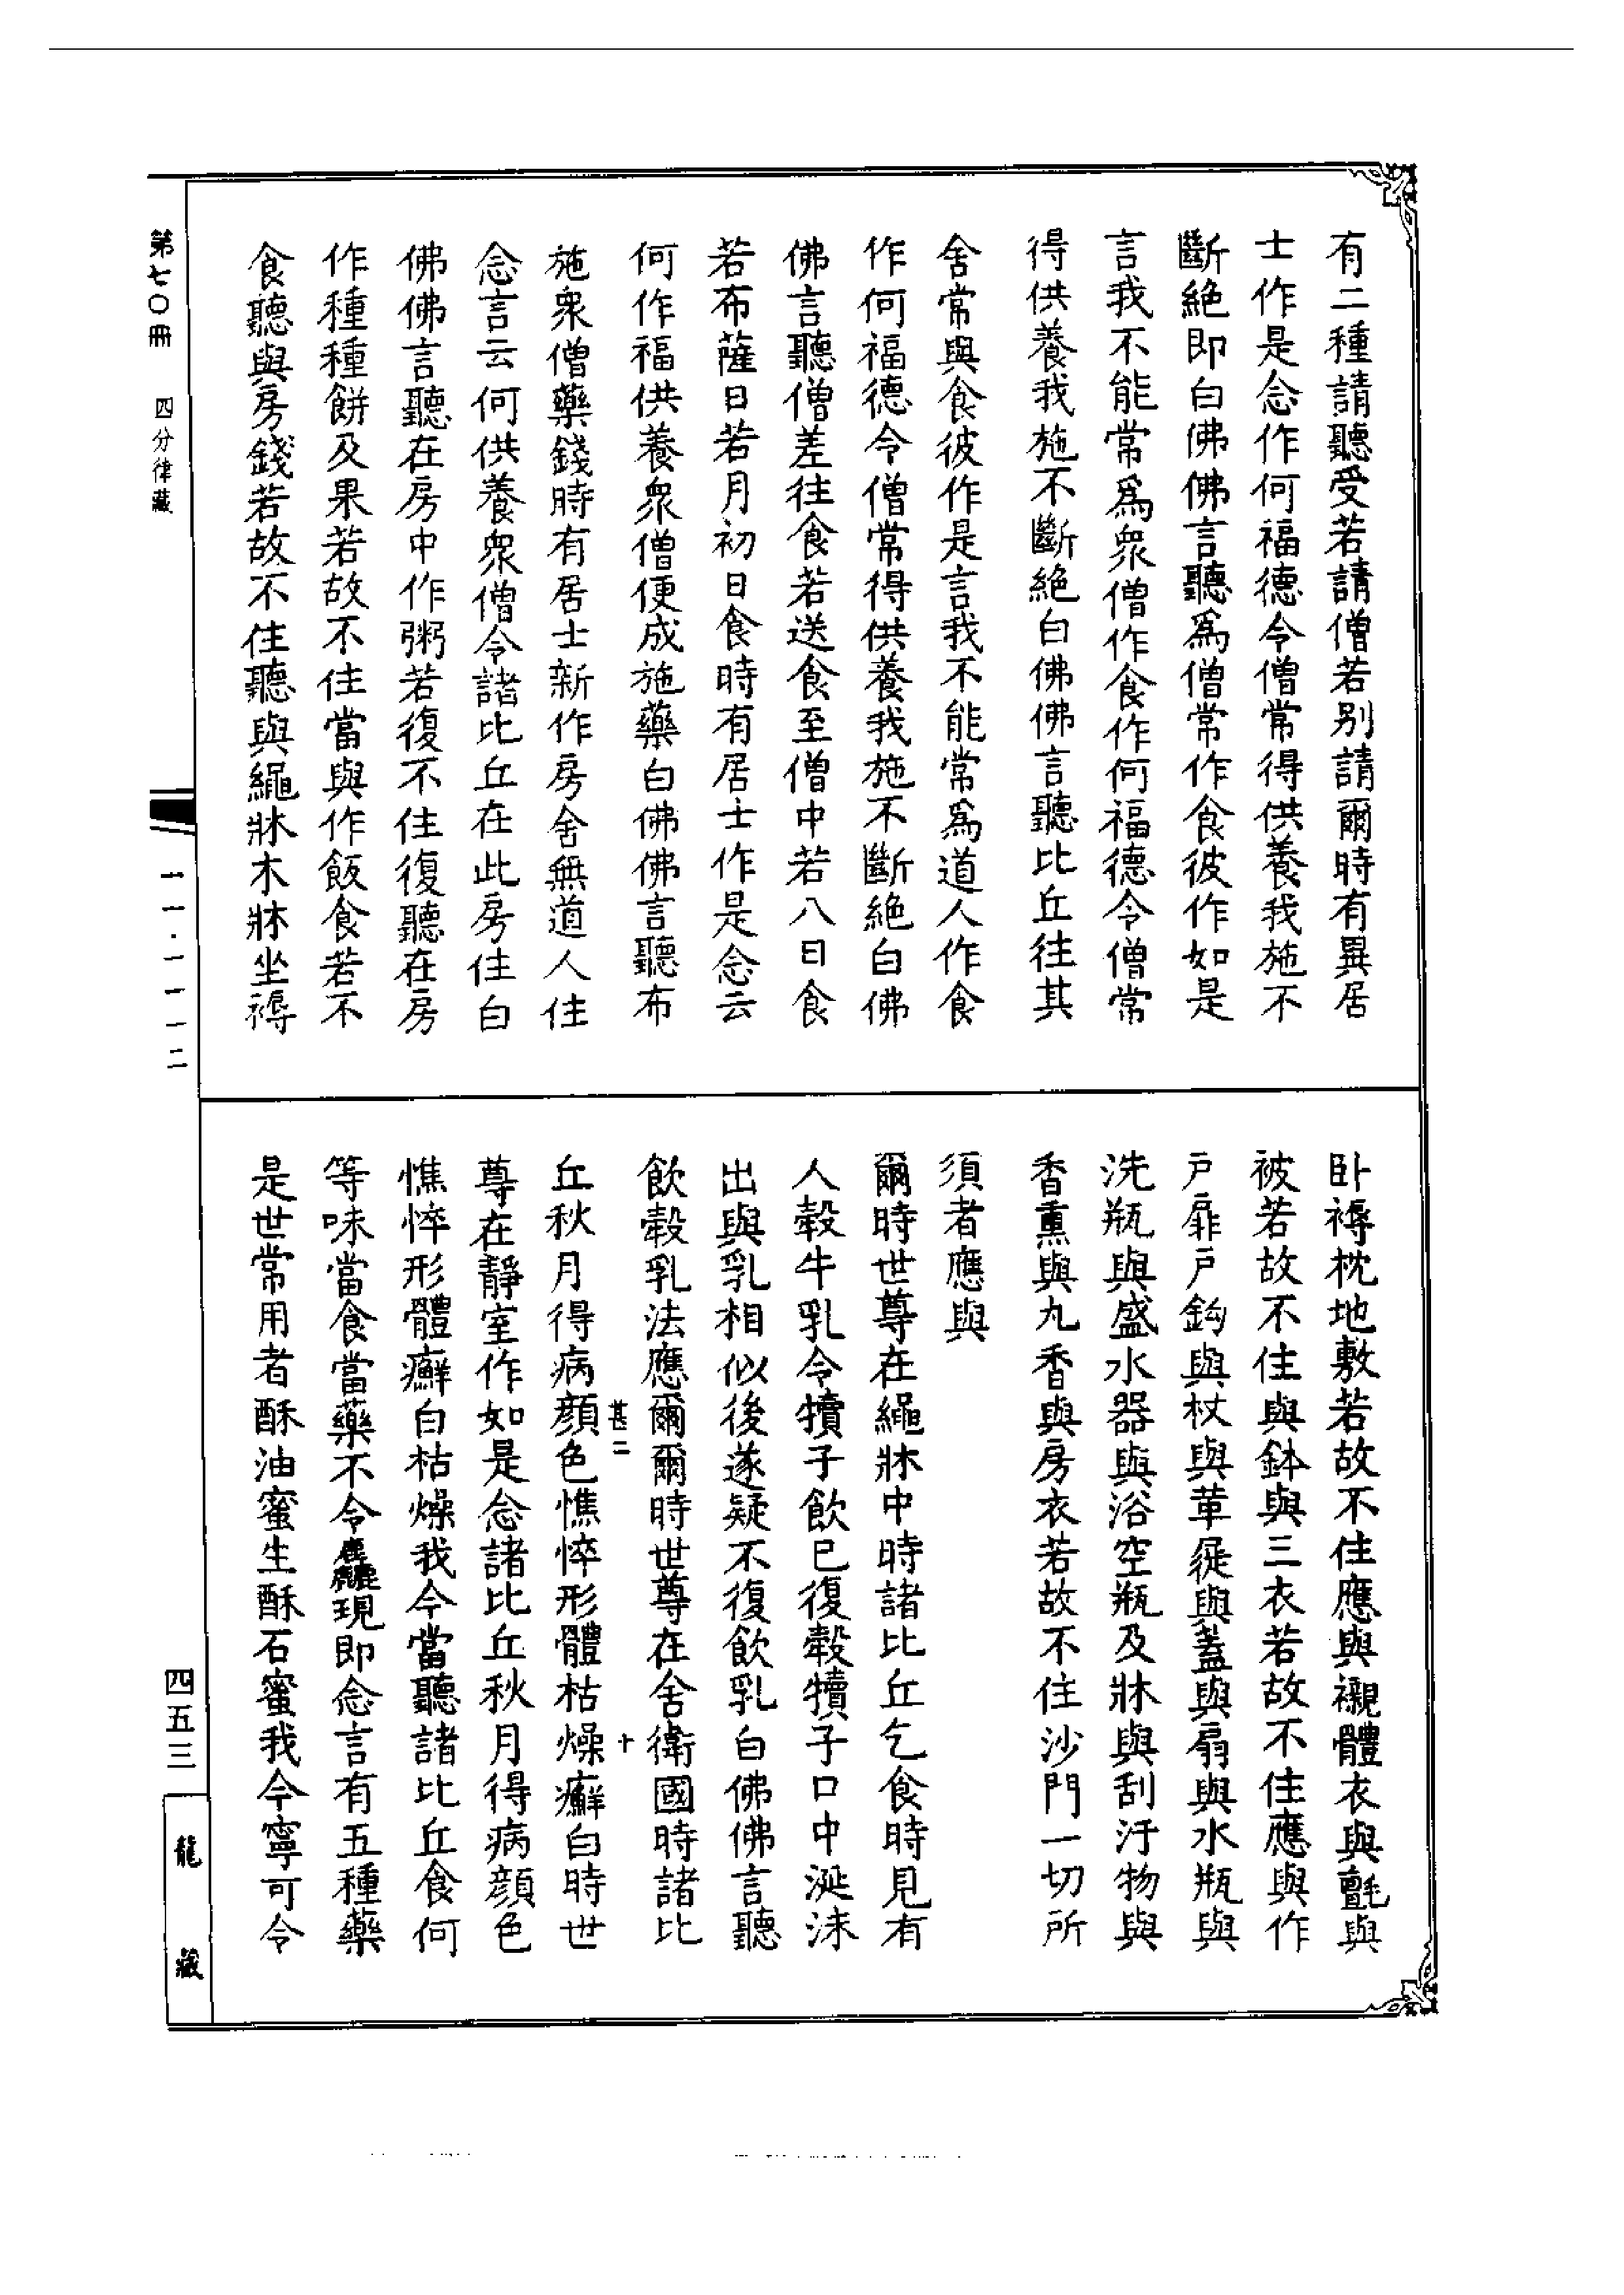 有二種請聽受若請僧若別請爾時有異居
士作是念作何福德令僧常得供養我施不
斷絕即白佛佛言聽爲僧常作食彼作如是
言我不能常爲衆僧作食作何福德令僧常
得供養我施不斷絕白佛佛言聽比丘往其
舍常與食彼作是言我不能常爲道人作食
作何福德令僧常得供養我施不斷絕白佛
佛言聽僧差往食若送食至僧中若八日食
若布薩日若月初日食時有居士作是念云
何作福供養衆僧便成施藥白佛佛言聽布
施衆僧藥錢時有居士新作房舍無道人住
念言云何供養衆僧令諸比丘在此房住白
佛佛言聽在房中作粥若復不住復聽在房
作種種餅及果若故不住當與作飯食若不
食聽與房錢若故不住聽與繩牀木牀坐褥
卧褥枕地敷若故不住應與襯體衣與氎與
被若故不住與鉢與三衣若故不住應與作
戶扉戶鉤與杖與革屣與蓋與扇與水瓶與
洗瓶與盛水器與浴空瓶及牀與刮汙物與
香熏與九香與房衣若故不住沙門一切所
須者應與
爾時世尊在繩牀中時諸比丘乞食時見有
人𤛗牛乳令犢子飲已復𤛗犢子口中涎沫
出與乳相似後遂疑不復飲乳白佛佛言聽
飲𤛗乳法應爾爾時世尊在舍衛國時諸比
甚二
十
丘秋月得病顏色憔悴形體枯燥癬白時世
尊在靜室作如是念諸比丘秋月得病顏色
憔悴形體癬白枯燥我今當聽諸比丘食何
等味當食當藥不令麤現即念言有五種藥
是世常用者酥油蜜生酥石蜜我今寧可令
第七〇冊
四分律藏
一一·一一一二
四五三
龍藏